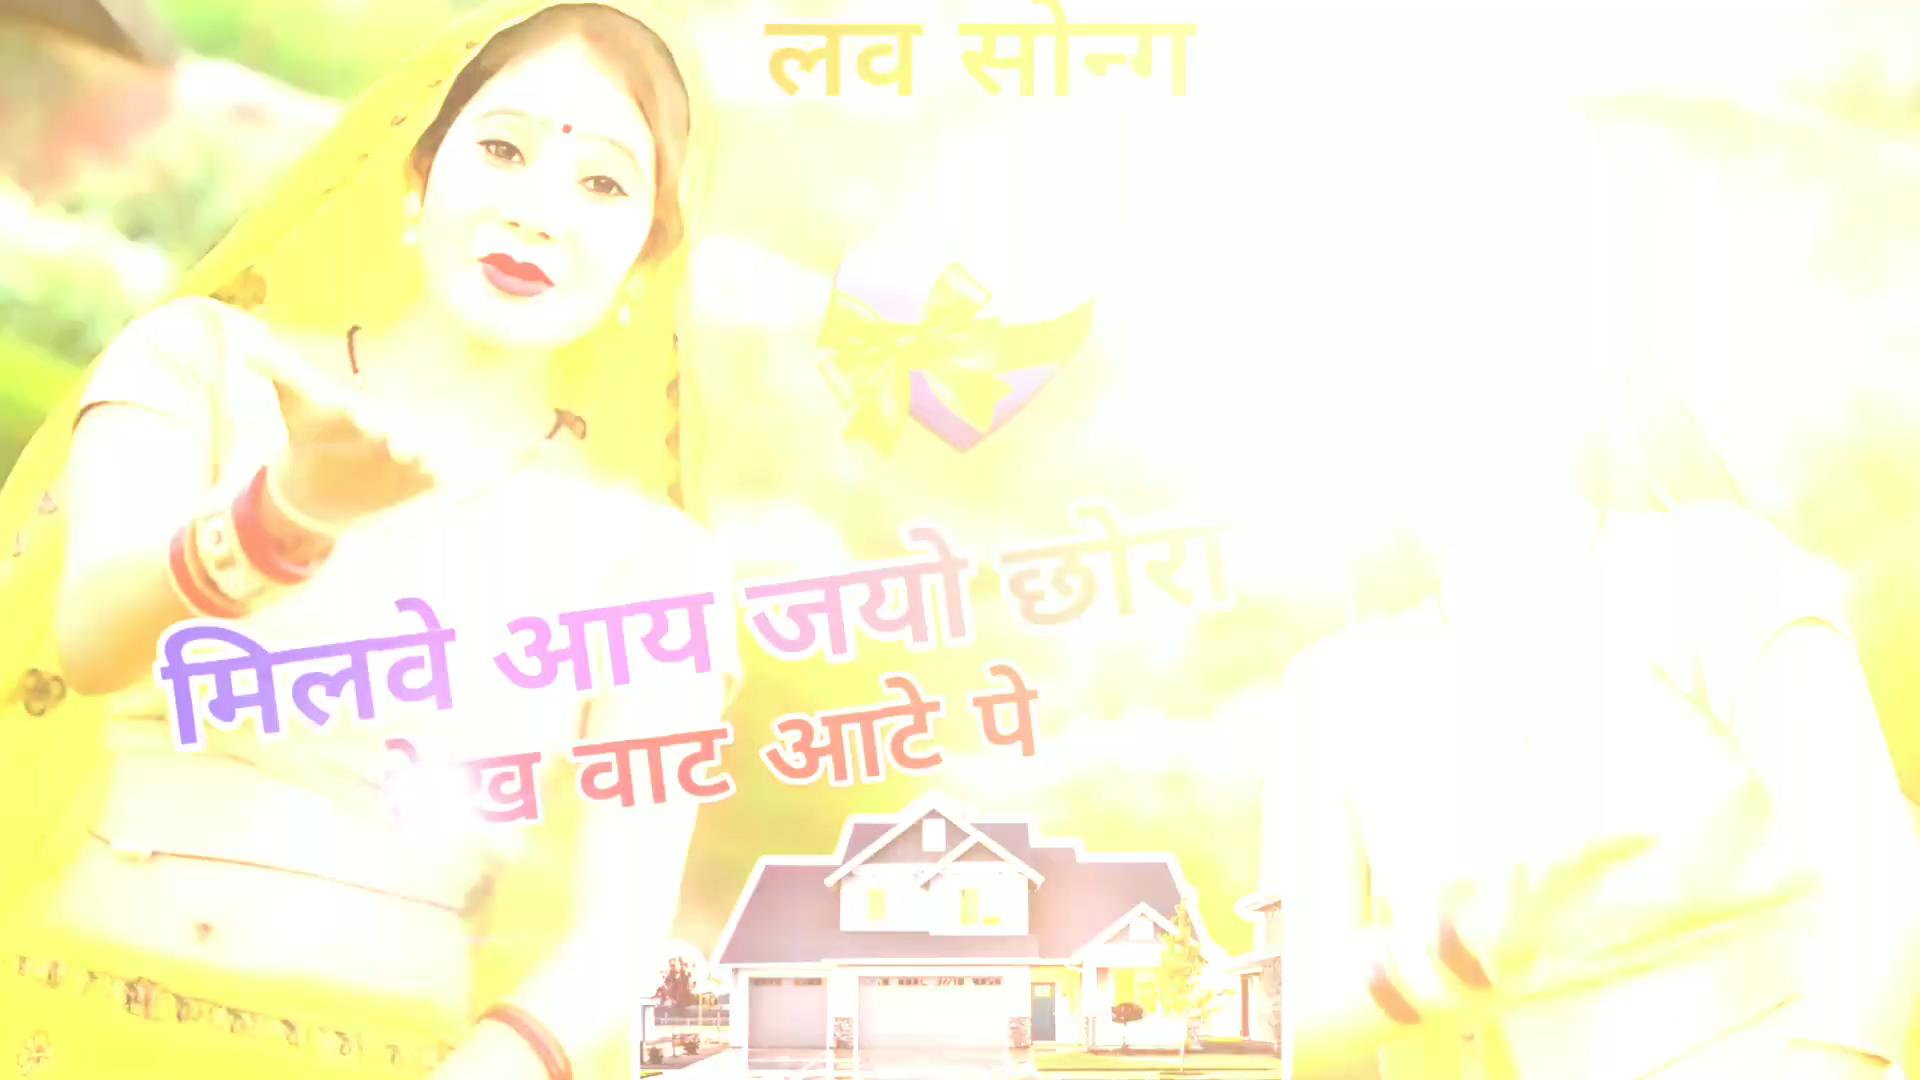 लव सोन्ग
मिलवे आय जयो छोरा
वाट आटे पे